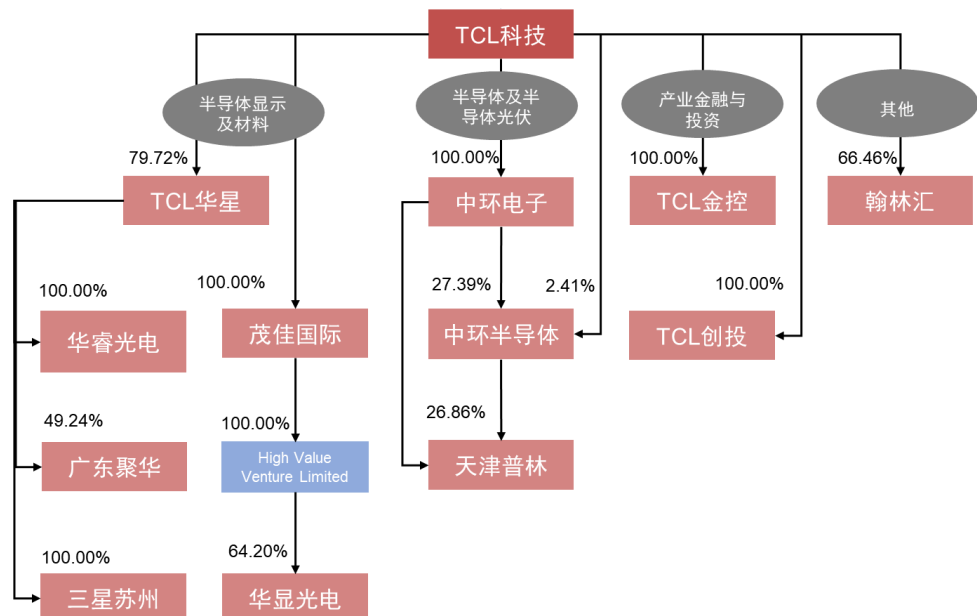 TCL科技
半导体显示
及材料
半导体及半
导体光伏
产业金融与
投资
其他
79.72%
100.00%
100.00%
66.46%
TCL华星
中环电子
TCL金控
翰林汇
100.00%
100.00%
27.39%
2.41%
100.00%
华睿光电
茂佳国际
中环半导体
TCL创投
49.24%
100.00%
26.86%
广东聚华
High Value
Venture Limited
天津普林
100.00%
64.20%
三星苏州
华显光电